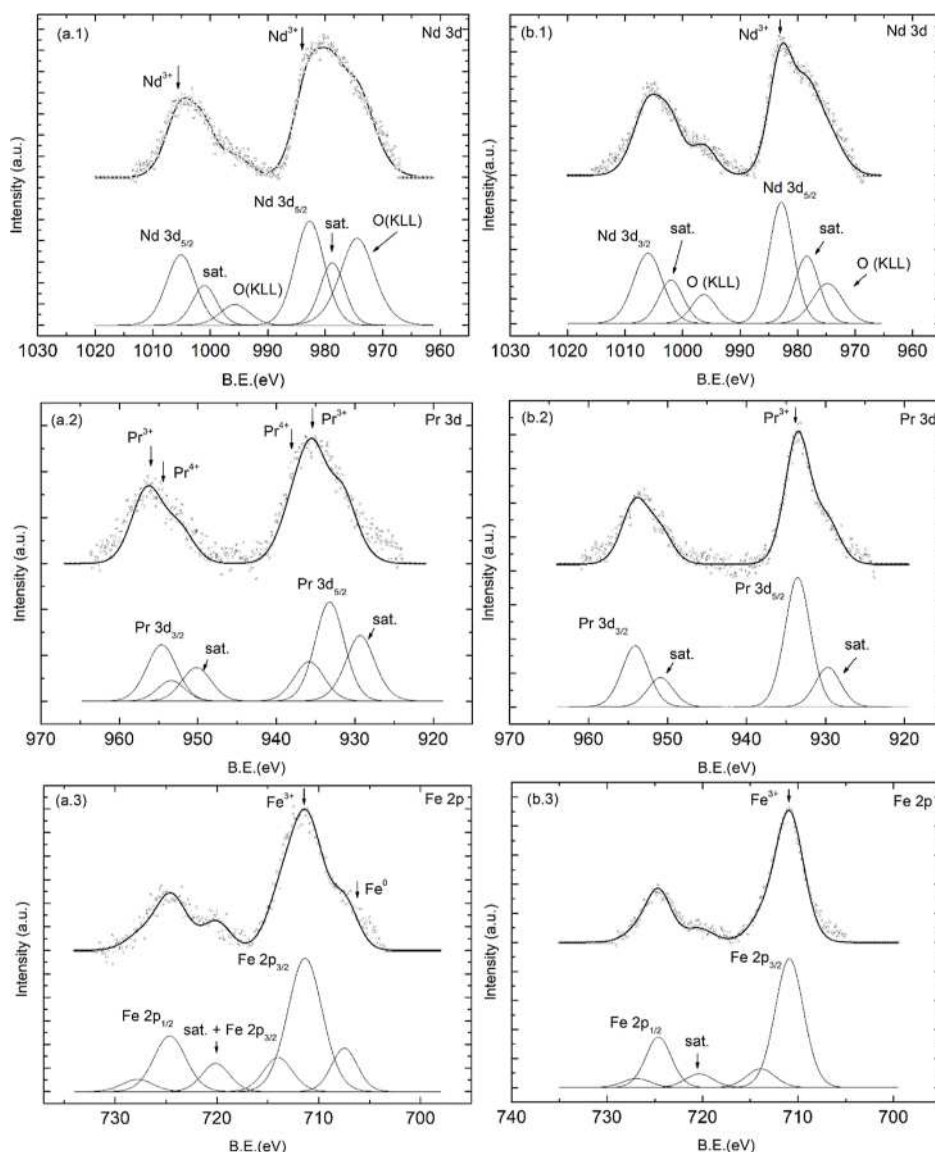 (a.1)
Nd³⁺
Nd 3d
Nd³⁺
Intensity (a.u.)
Nd 3d₅/₂
O(KLL)
sat.
Nd 3d₅/₂
sat.
O(KLL)
1030 1020 1010 1000 990 980 970 960
B.E.(eV)
(b.1)
Nd³⁺
Nd 3d
Intensity(a.u.)
Nd 3d₅/₂
sat.
Nd 3d₃/₂
sat.
O (KLL)
O (KLL)
1030 1020 1010 1000 990 980 970 960
B.E.(eV)
(a.2)
Pr 3d
Pr³⁺
Pr⁴⁺
Pr³⁺
Pr⁴⁺
Intensity (a.u.)
Pr 3d₅/₂
Pr 3d₃/₂
sat.
sat.
970 960 950 940 930 920
B.E.(eV)
(b.2)
Pr³⁺
Pr 3d
Intensity (a.u.)
Pr 3d₅/₂
Pr 3d₃/₂
sat.
sat.
970 960 950 940 930 920
B.E.(eV)
(a.3)
Fe³⁺
Fe 2p
Fe⁰
Intensity (a.u.)
Fe 2p₃/₂
Fe 2p₁/₂
sat. + Fe 2p₃/₂
730 720 710 700
B.E.(eV)
(b.3)
Fe³⁺
Fe 2p
Intensity (a.u.)
Fe 2p₃/₂
Fe 2p₁/₂
sat.
740 730 720 710 700
B.E.(eV)